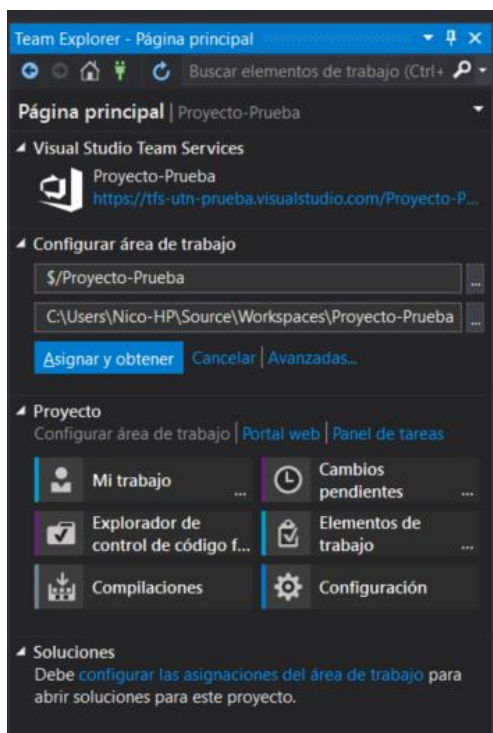 Team Explorer - Página principal
Buscar elementos de trabajo (Ctrl+
Página principal | Proyecto-Prueba
Visual Studio Team Services
Proyecto-Prueba
https://tfs-utn-prueba.visualstudio.com/Proyecto-P...
Configurar área de trabajo
$/Proyecto-Prueba
...
C:\Users\Nico-HP\Source\Workspaces\Proyecto-Prueba
...
Asignar y obtener Cancelar | Avanzadas...
Proyecto
Configurar área de trabajo | Portal web | Panel de tareas
Mi trabajo ...
Cambios
pendientes ...
Explorador de
control de código f...
Elementos de
trabajo ...
Compilaciones
Configuración
Soluciones
Debe configurar las asignaciones del área de trabajo para
abrir soluciones para este proyecto.